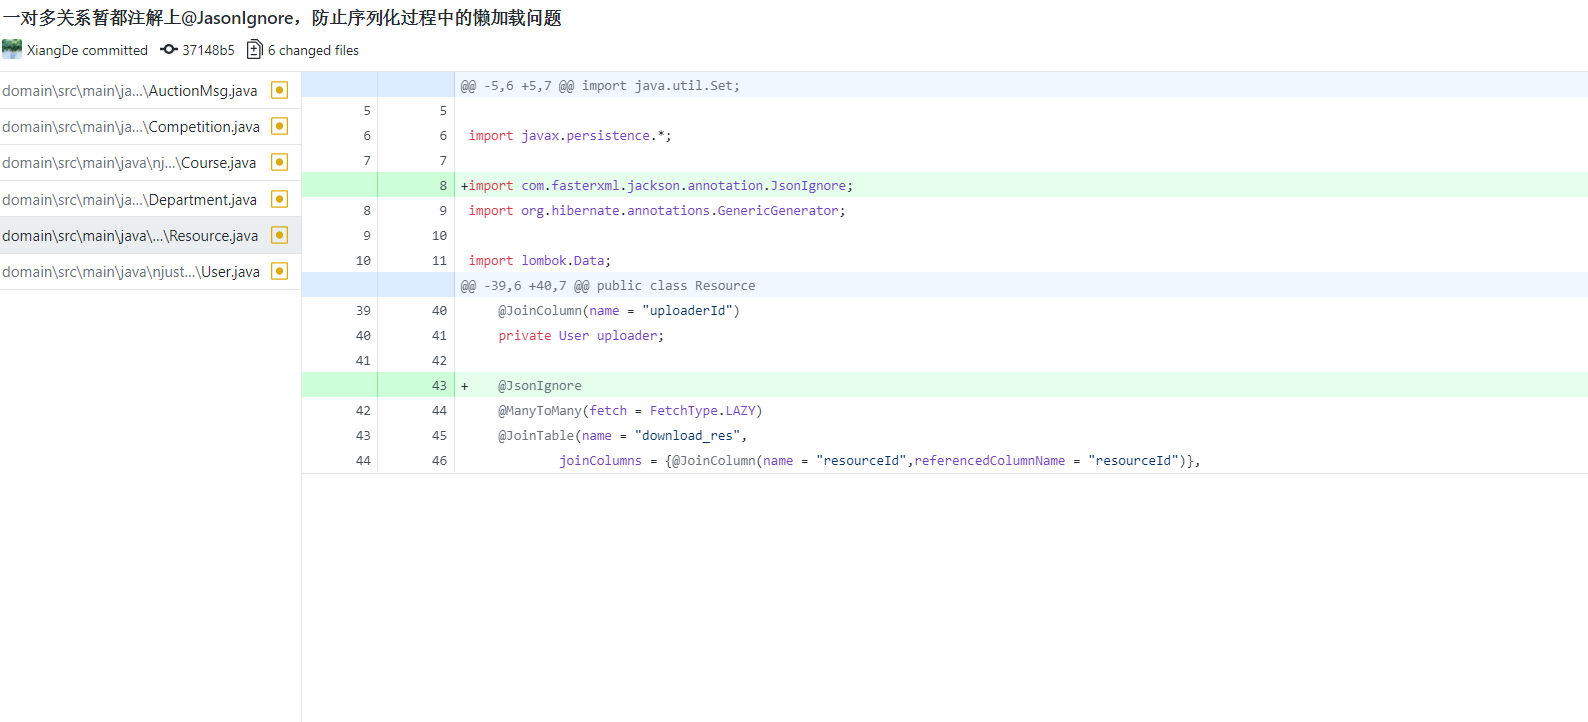 一对多关系暂都注解上@JasonIgnore，防止序列化过程中的懒加载问题
XiangDe committed 37148b5 6 changed files
domain\src\main\ja...\AuctionMsg.java
domain\src\main\ja...\Competition.java
domain\src\main\java\nj...\Course.java
domain\src\main\ja...\Department.java
domain\src\main\java\...\Resource.java
domain\src\main\java\njust...\User.java
@@ -5,6 +5,7 @@ import java.util.Set;
5 5
6 6 import javax.persistence.*;
7 7
8 +import com.fasterxml.jackson.annotation.JsonIgnore;
8 9 import org.hibernate.annotations.GenericGenerator;
9 10
10 11 import lombok.Data;
@@ -39,6 +40,7 @@ public class Resource
39 40 @JoinColumn(name = "uploaderId")
40 41 private User uploader;
41 42
43 + @JsonIgnore
42 44 @ManyToMany(fetch = FetchType.LAZY)
43 45 @JoinTable(name = "download_res",
44 46 joinColumns = {@JoinColumn(name = "resourceId",referencedColumnName = "resourceId")},